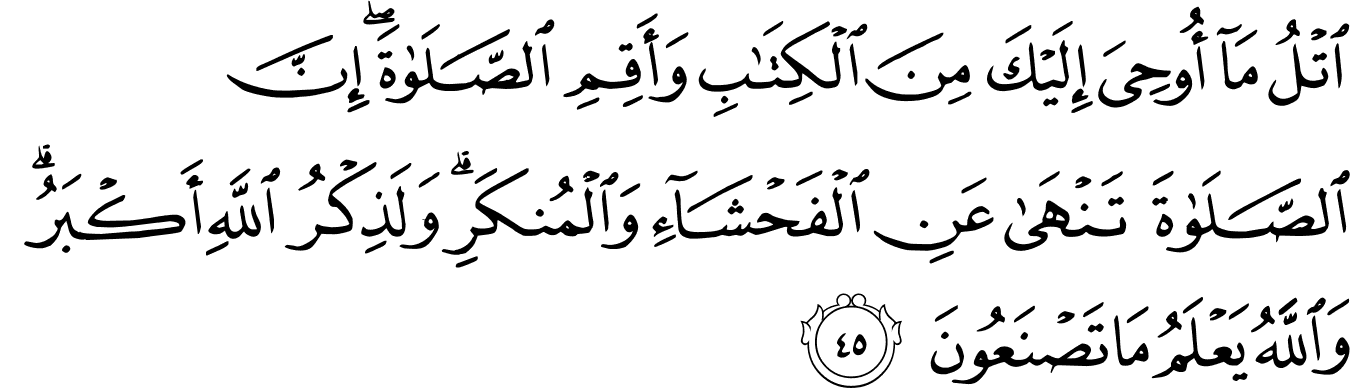 ٱتۡلُ مَآ أُوحِىَ إِلَيۡكَ مِنَ ٱلۡكِتَٰبِ وَأَقِمِ ٱلصَّلَوٰةَۖ إِنَّ
ٱلصَّلَوٰةَ تَنۡهَىٰ عَنِ ٱلۡفَحۡشَآءِ وَٱلۡمُنكَرِۗ وَلَذِكۡرُ ٱللَّهِ أَكۡبَرُۗ
وَٱللَّهُ يَعۡلَمُ مَا تَصۡنَعُونَ ٤٥